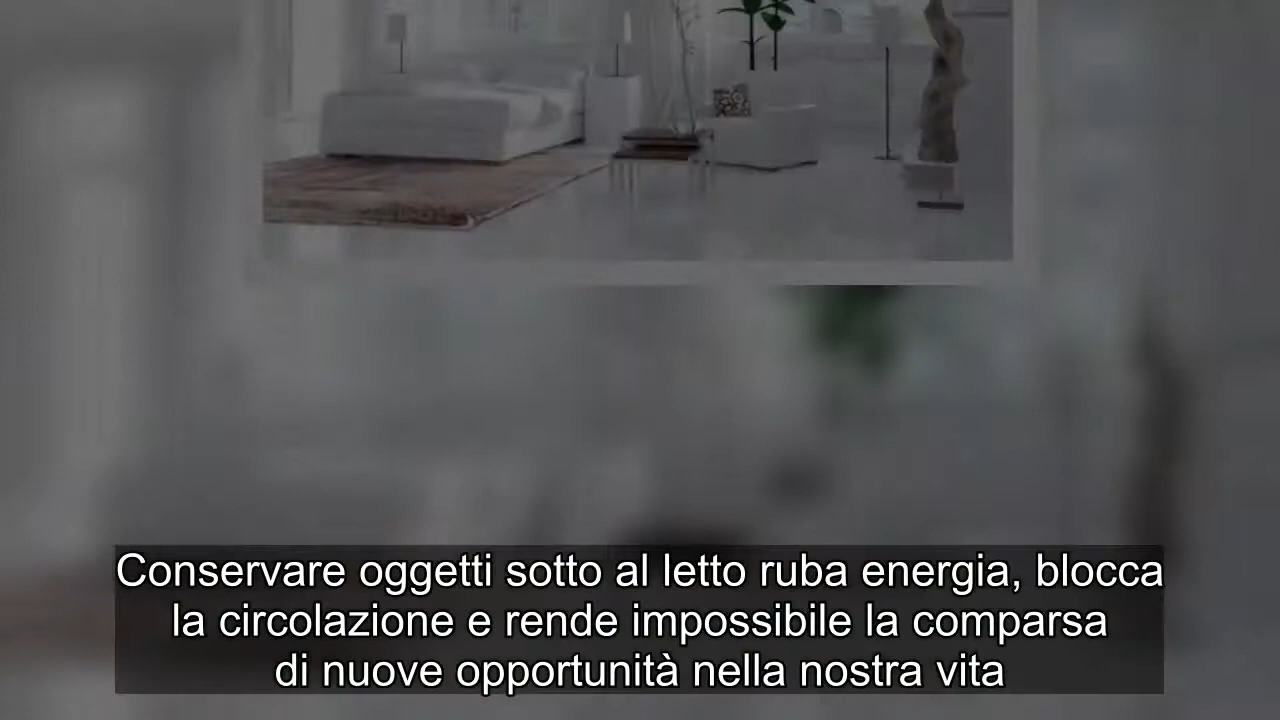 Conservare oggetti sotto al letto ruba energia, blocca
la circolazione e rende impossibile la comparsa
di nuove opportunità nella nostra vita